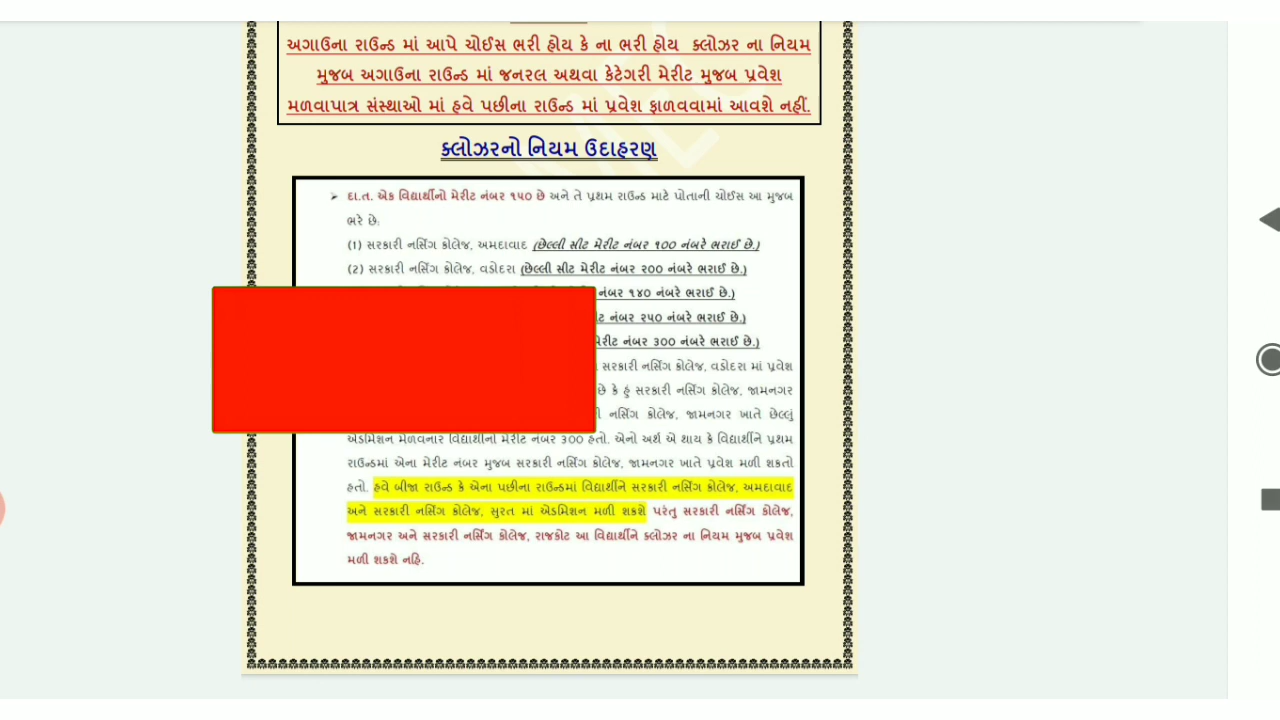 અગાઉના રાઉન્ડ માં આપે ચોઈસ ભરી હોય કે ના ભરી હોય ક્લોઝર ના નિયમ
મુજબ અગાઉના રાઉન્ડ માં જનરલ અથવા કેટેગરી મેરીટ મુજબ પ્રવેશ
મળવાપાત્ર સંસ્થાઓ માં હવે પછીના રાઉન્ડ માં પ્રવેશ ફાળવવામાં આવશે નહીં.
ક્લોઝરનો નિયમ ઉદાહરણ
➢ દા.ત. એક વિદ્યાર્થીનો મેરીટ નંબર ૧૫૦ છે અને તે પ્રથમ રાઉન્ડ માટે પોતાની ચોઈસ આ મુજબ
ભરે છે.
(1) સરકારી નર્સિંગ કોલેજ, અમદાવાદ (છેલ્લી સીટ મેરીટ નંબર ૧૦૦ નંબરે ભરાઈ છે.)
(2) સરકારી નર્સિંગ કોલેજ, વડોદરા (છેલ્લી સીટ મેરીટ નંબર ૨૦૦ નંબરે ભરાઈ છે.)
નંબર ૧૪૦ નંબરે ભરાઈ છે.)
નંબર ૨૫૦ નંબરે ભરાઈ છે.)
મેરીટ નંબર ૩૦૦ નંબરે ભરાઈ છે.)
સરકારી નર્સિંગ કોલેજ, વડોદરા માં પ્રવેશ
છે કે હું સરકારી નર્સિંગ કોલેજ, જામનગર
નર્સિંગ કોલેજ, જામનગર ખાતે છેલ્લું
એડમિશન મેળવનાર વિદ્યાર્થીનો મેરીટ નંબર ૩૦૦ હતો. એનો અર્થ એ થાય કે વિદ્યાર્થીને પ્રથમ
રાઉન્ડમાં એના મેરીટ નંબર મુજબ સરકારી નર્સિંગ કોલેજ, જામનગર ખાતે પ્રવેશ મળી શકતો
હતો. હવે બીજા રાઉન્ડ કે એના પછીના રાઉન્ડમાં વિદ્યાર્થીને સરકારી નર્સિંગ કોલેજ, અમદાવાદ
અને સરકારી નર્સિંગ કોલેજ, સુરત માં એડમિશન મળી શકશે પરંતુ સરકારી નર્સિંગ કોલેજ,
જામનગર અને સરકારી નર્સિંગ કોલેજ, રાજકોટ આ વિદ્યાર્થીને ક્લોઝર ના નિયમ મુજબ પ્રવેશ
મળી શકશે નહિ.